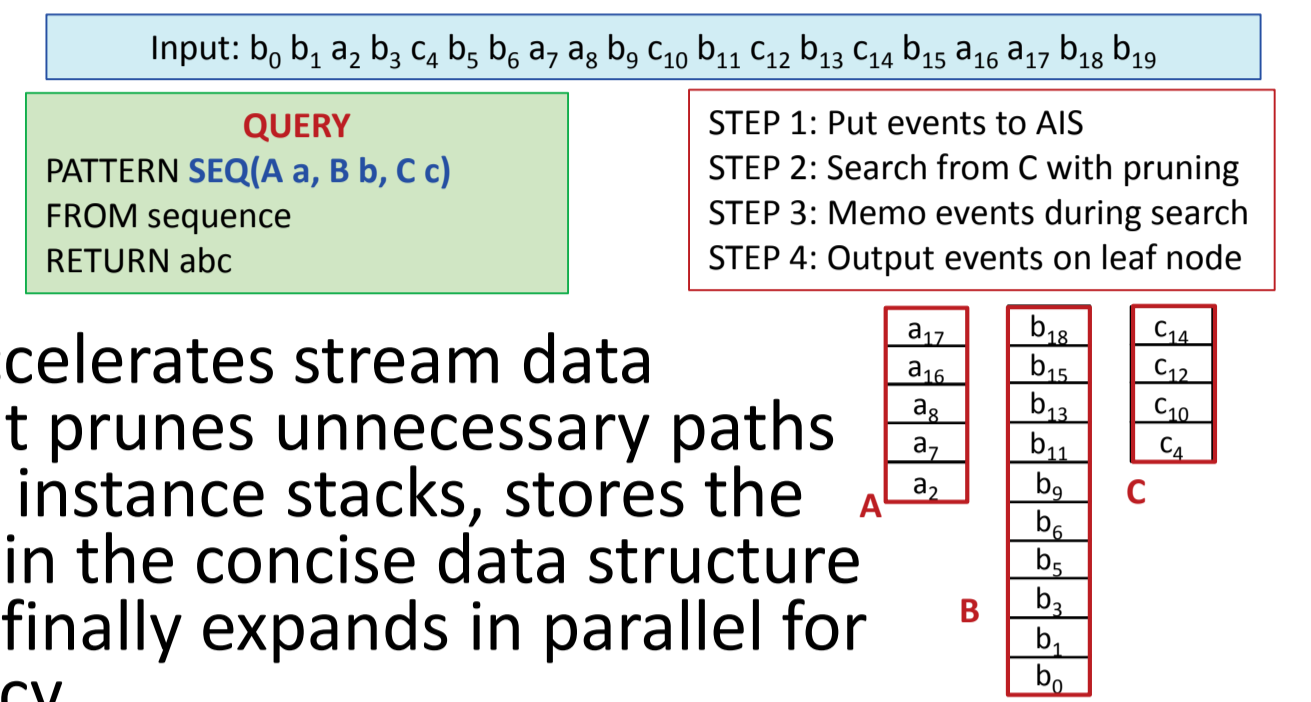 Input: b0 b1 a2 b3 c4 b5 b6 a7 a8 b9 c10 b11 c12 b13 c14 b15 a16 a17 b18 b19
QUERY
PATTERN SEQ(A a, B b, C c)
FROM sequence
RETURN abc
STEP 1: Put events to AIS
STEP 2: Search from C with pruning
STEP 3: Memo events during search
STEP 4: Output events on leaf node
celerates stream data
t prunes unnecessary paths
instance stacks, stores the
in the concise data structure
finally expands in parallel for
a17
a16
a8
a7
a2
A
b18
b15
b13
b11
b9
b6
b5
b3
b1
b0
B
c14
c12
c10
c4
C